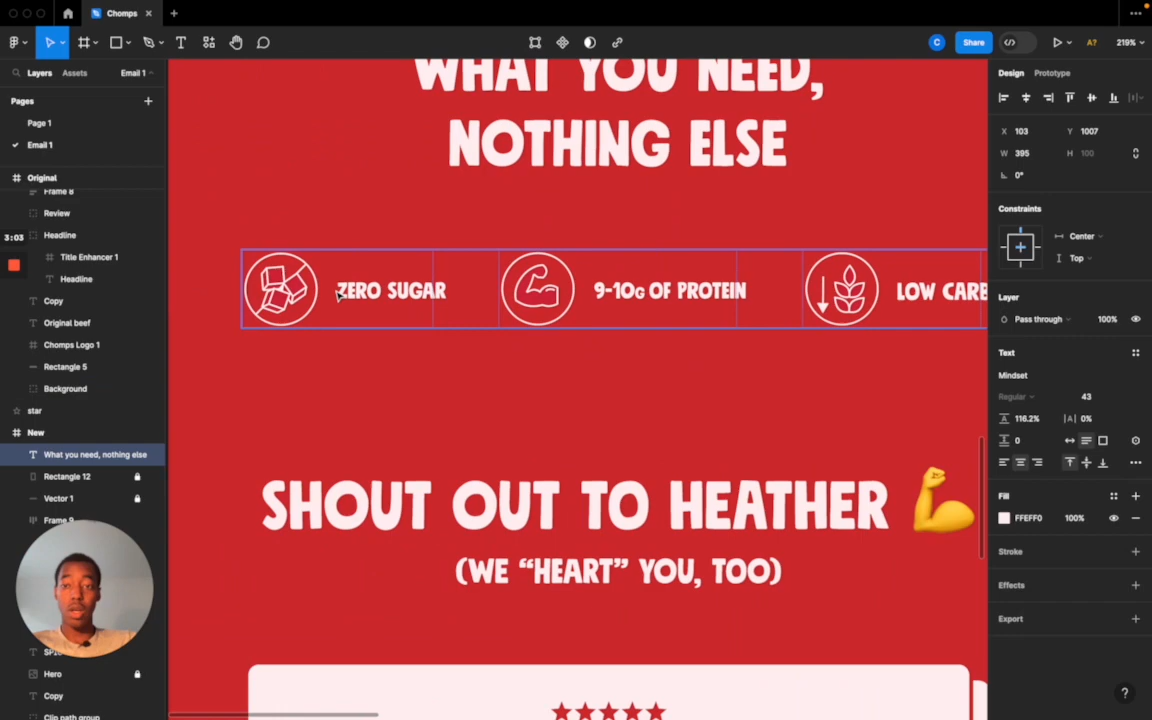 Chomps
Share
A?
219%
Layers
Assets
Email 1
Pages
Page 1
Email 1
Original
Frame 8
Review
3:03
Headline
Title Enhancer 1
Headline
Copy
Original beef
Chomps Logo 1
Rectangle 5
Background
star
New
What you need, nothing else
Rectangle 12
Vector 1
Frame 9
Hero
Copy
Clip path group
WHAT YOU NEED,
NOTHING ELSE
ZERO SUGAR
9-10G OF PROTEIN
LOW CARB
SHOUT OUT TO HEATHER 💪
(WE “HEART” YOU, TOO)
Design
Prototype
X 103
Y 1007
W 395
H 100
0°
Constraints
Center
Top
Layer
Pass through
100%
Text
Mindset
Regular
43
116.2%
|A| 0%
0
Fill
FFEFF0
100%
Stroke
Effects
Export
?